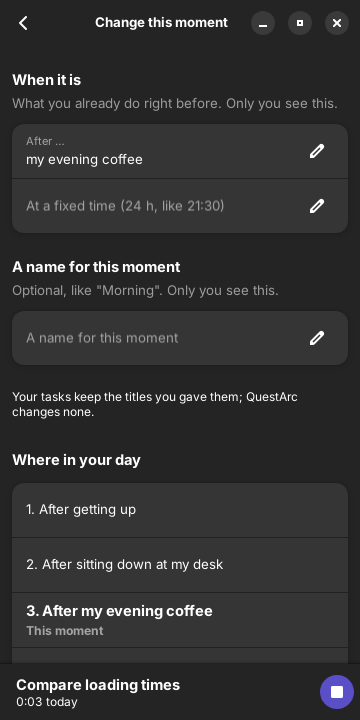 Change this moment
When it is
What you already do right before. Only you see this.
After …
my evening coffee
At a fixed time (24 h, like 21:30)
A name for this moment
Optional, like "Morning". Only you see this.
A name for this moment
Your tasks keep the titles you gave them; QuestArc
changes none.
Where in your day
1. After getting up
2. After sitting down at my desk
3. After my evening coffee
This moment
Compare loading times
0:03 today